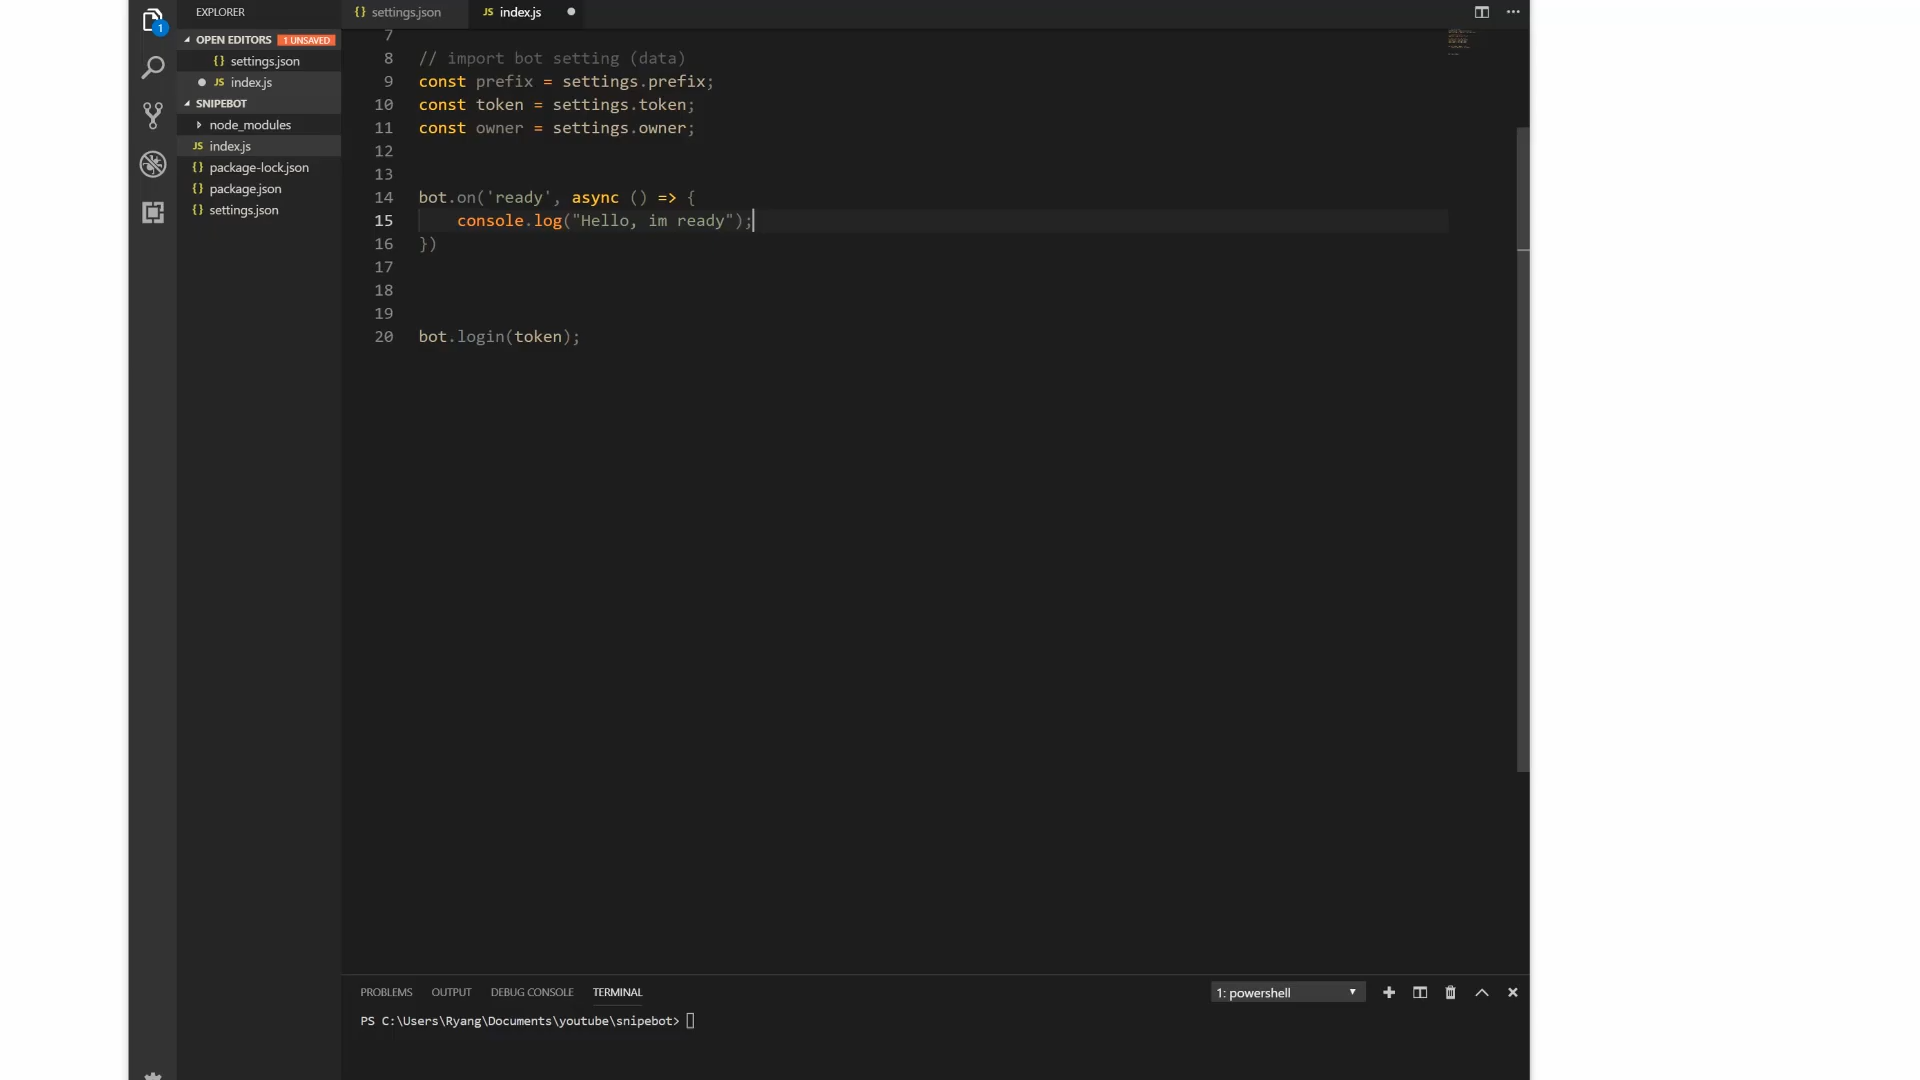 EXPLORER
1
OPEN EDITORS 1 UNSAVED
{} settings.json
JS index.js
SNIPEBOT
node_modules
JS index.js
{} package-lock.json
{} package.json
{} settings.json
{} settings.json
JS index.js
7
8 // import bot setting (data)
9 const prefix = settings.prefix;
10 const token = settings.token;
11 const owner = settings.owner;
12
13
14 bot.on('ready', async () => {
15 console.log("Hello, im ready");
16 })
17
18
19
20 bot.login(token);
PROBLEMS OUTPUT DEBUG CONSOLE TERMINAL
1: powershell
PS C:\Users\Ryang\Documents\youtube\snipebot>